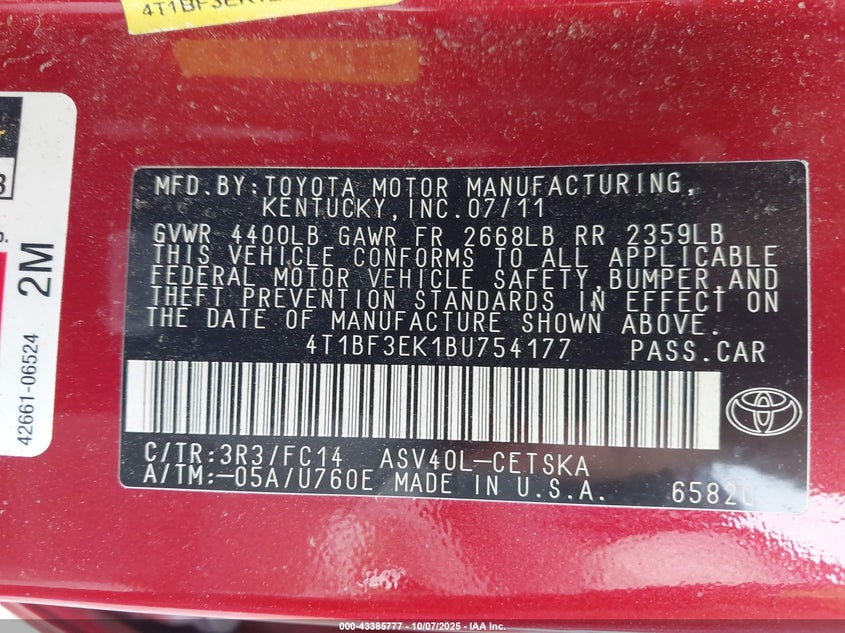 4T1BF3EK1
MFD.BY:TOYOTA MOTOR MANUFACTURING,
KENTUCKY,INC.07/11
GVWR 4400LB GAWR FR 2668LB RR 2359LB
THIS VEHICLE CONFORMS TO ALL APPLICABLE
FEDERAL MOTOR VEHICLE SAFETY,BUMPER,AND
THEFT PREVENTION STANDARDS IN EFFECT ON
THE DATE OF MANUFACTURE SHOWN ABOVE.
4T1BF3EK1BU754177 PASS.CAR
C/TR:3R3/FC14 ASV40L-CETSKA
A/TM:-05A/U760E MADE IN U.S.A. 65820
42661-06524
2M
000-43385777 - 10/07/2025 - IAA Inc.